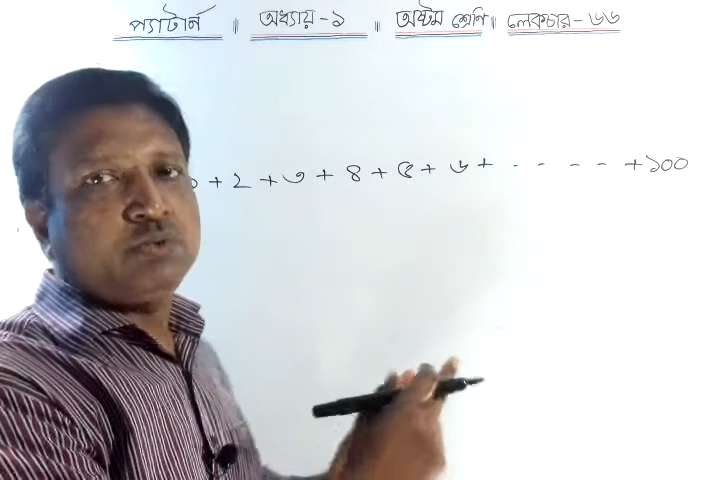 প্যাটার্ন ॥ অধ্যায় - ১ ॥ অষ্টম শ্রেণি ॥ লেকচার - ৬৬
+ ২ + ৩ + ৪ + ৫ + ৬ + - - - - + ১০০